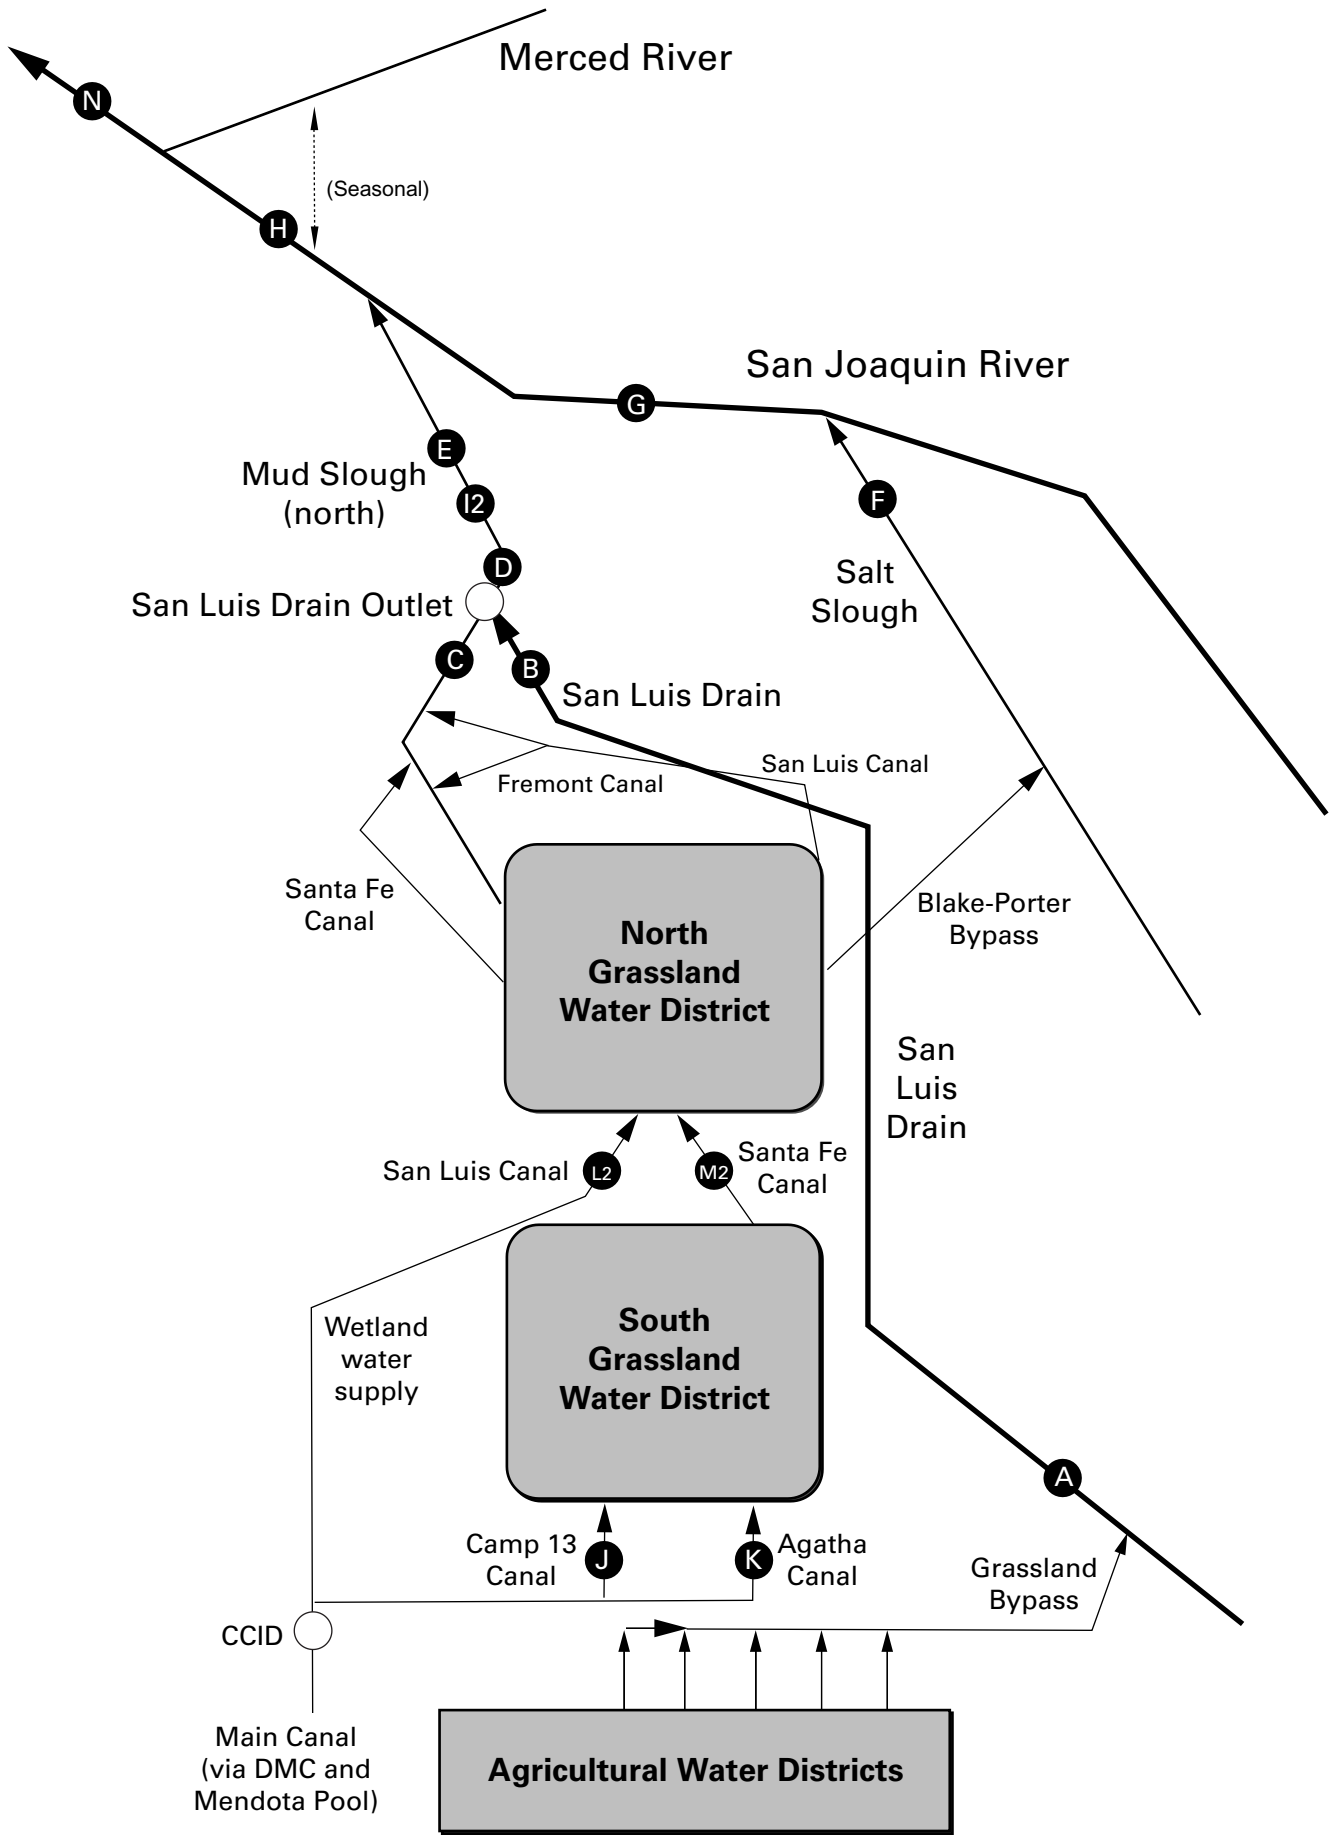 Merced River
N
(Seasonal)
H
San Joaquin River
G
E
Mud Slough
(north)
I2
F
D
Salt
Slough
San Luis Drain Outlet
C
B
San Luis Drain
San Luis Canal
Fremont Canal
Santa Fe
Canal
Blake-Porter
Bypass
North
Grassland
Water District
San
Luis
Drain
San Luis Canal
L2
M2
Santa Fe
Canal
Wetland
water
supply
South
Grassland
Water District
A
Camp 13
Canal
J
K
Agatha
Canal
Grassland
Bypass
CCID
Main Canal
(via DMC and
Mendota Pool)
Agricultural Water Districts